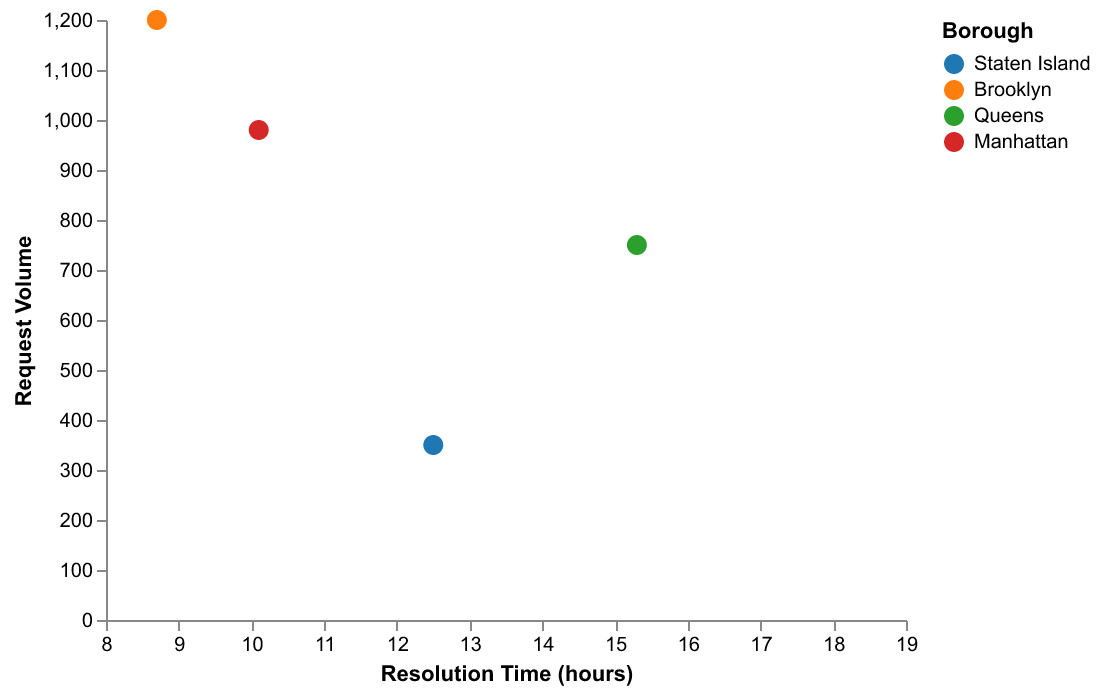 1,200
1,100
1,000
900
800
700
600
500
400
300
200
100
0
Request Volume
8 9 10 11 12 13 14 15 16 17 18 19
Resolution Time (hours)
Borough
Staten Island
Brooklyn
Queens
Manhattan